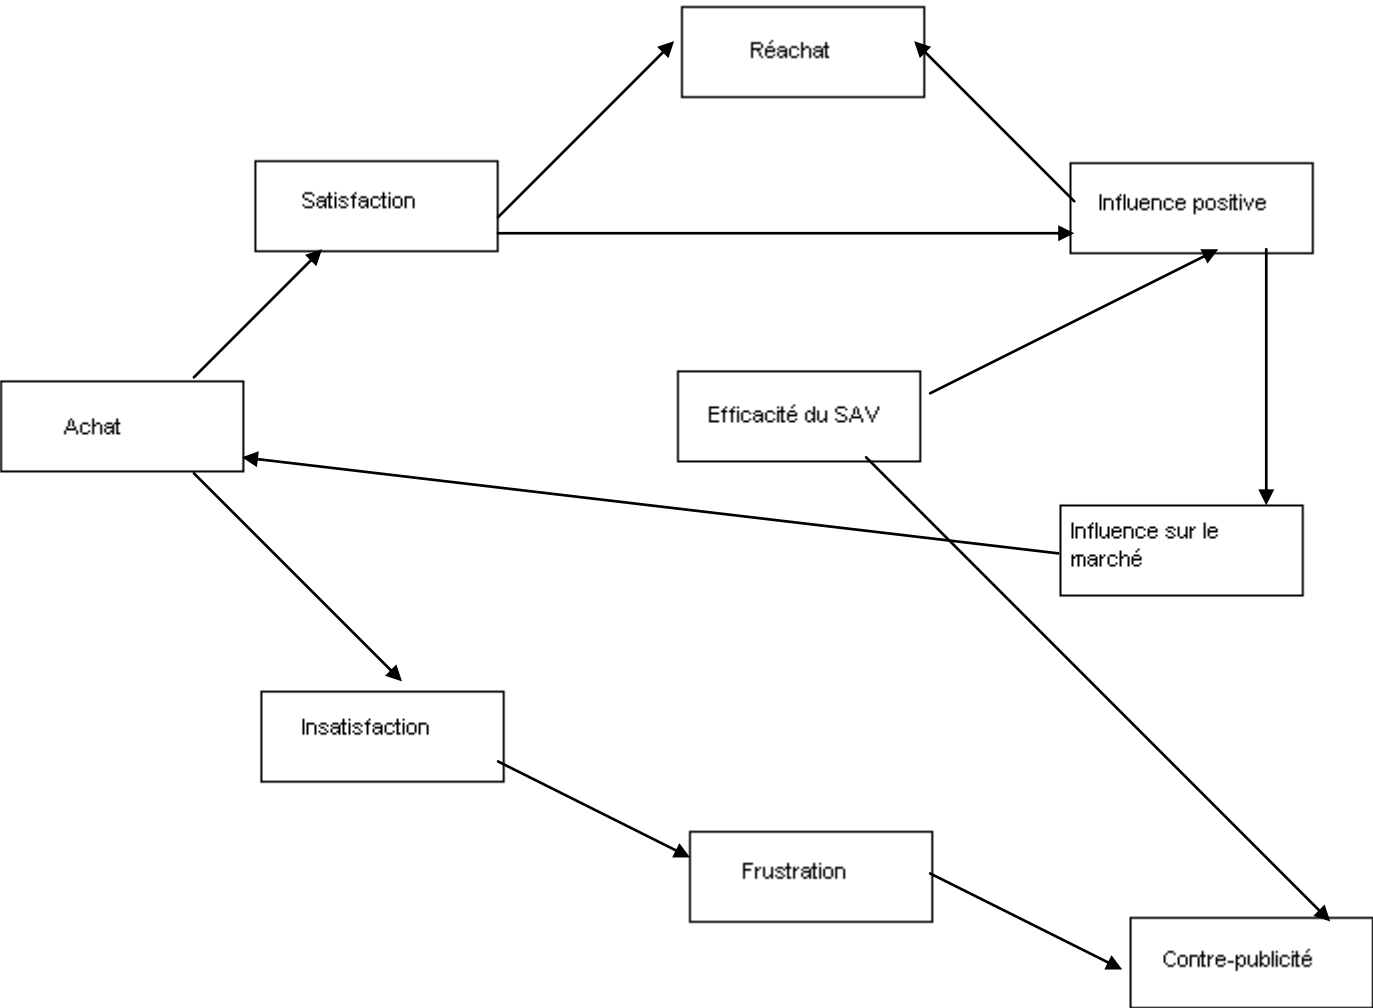 Réachat
Satisfaction
Influence positive
Achat
Efficacité du SAV
Influence sur le
marché
Insatisfaction
Frustration
Contre-publicité